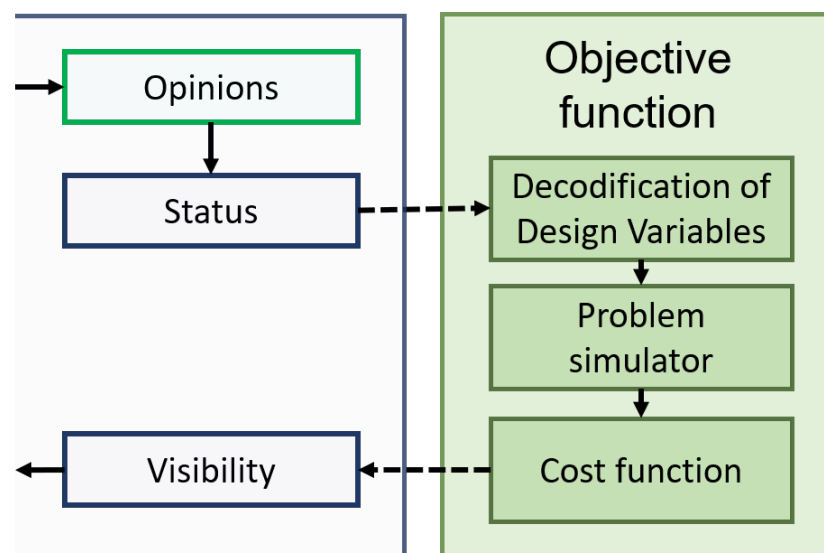 Opinions
Status
Visibility
Objective
function
Decodification of
Design Variables
Problem
simulator
Cost function